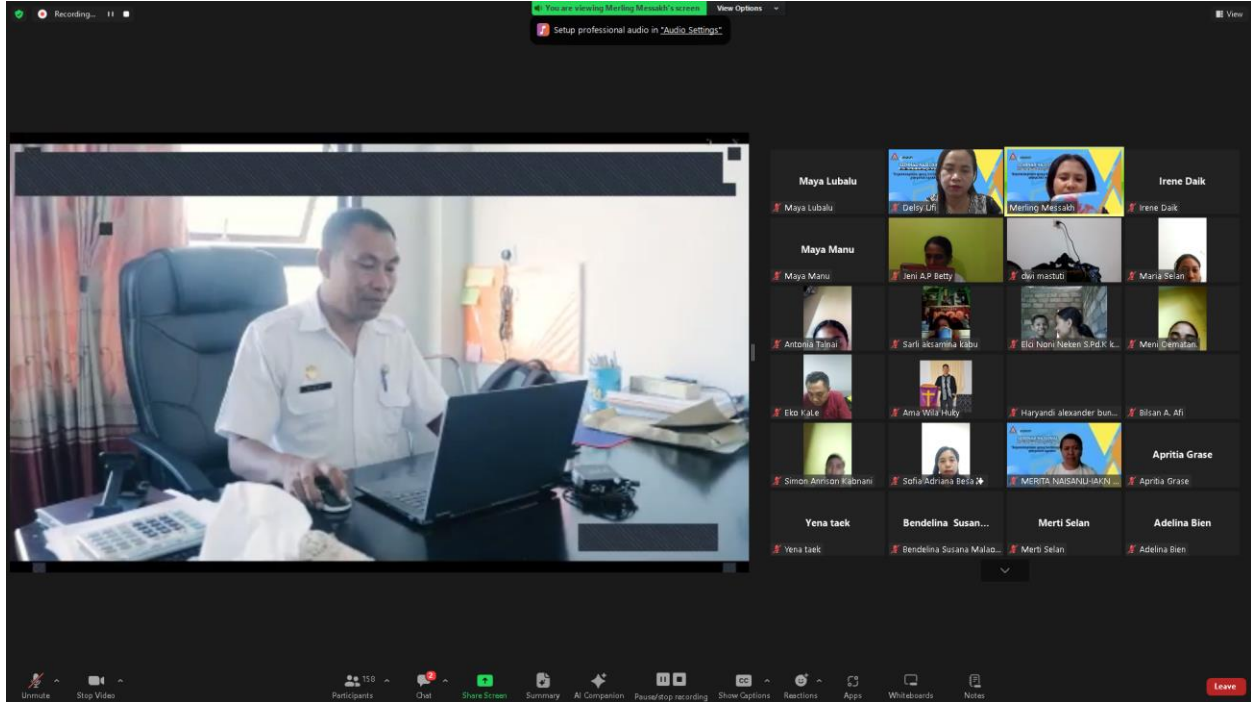 Recording...
You are viewing Merling Messakh's screen
View Options
View
Setup professional audio in "Audio Settings"
Maya Lubalu
Maya Lubalu
Delsy Ufi
Merling Messakh
Irene Daik
Irene Daik
Maya Manu
Maya Manu
Jeni A.P Betty
dwi mastuti
Maria Selan
Antonia Tainai
Sarli aksamina kabu
Elci Noni Neken S.Pd.K k...
Meni Oematan
Eko KaLe
Ama Wila Huky
Haryandi alexander bun...
Bilsan A. Afi
Simon Anrison Kabnani
Sofia Adriana Besa
MERITA NAISANU-IAKN ...
Apritia Grase
Apritia Grase
Yena taek
Yena taek
Bendelina Susan...
Bendelina Susana Malao...
Merti Selan
Merti Selan
Adelina Bien
Adelina Bien
Unmute
Stop Video
158
Participants
2
Chat
Share Screen
Summary
AI Companion
Pause/stop recording
CC
Show Captions
Reactions
Apps
Whiteboards
Notes
Leave